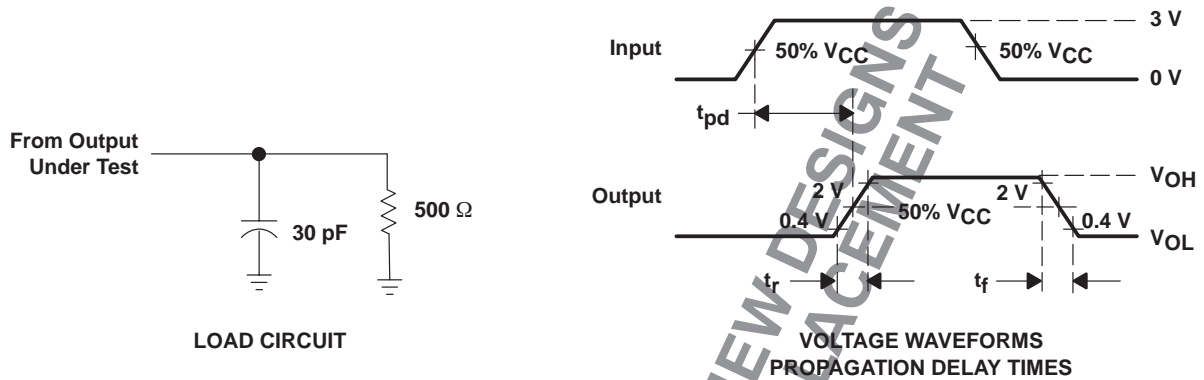 From Output
Under Test
30 pF
500 Ω
LOAD CIRCUIT
Input
50% VCC
50% VCC
3 V
0 V
tpd
Output
2 V
0.4 V
50% VCC
2 V
0.4 V
VOH
VOL
tr
tf
VOLTAGE WAVEFORMS
PROPAGATION DELAY TIMES